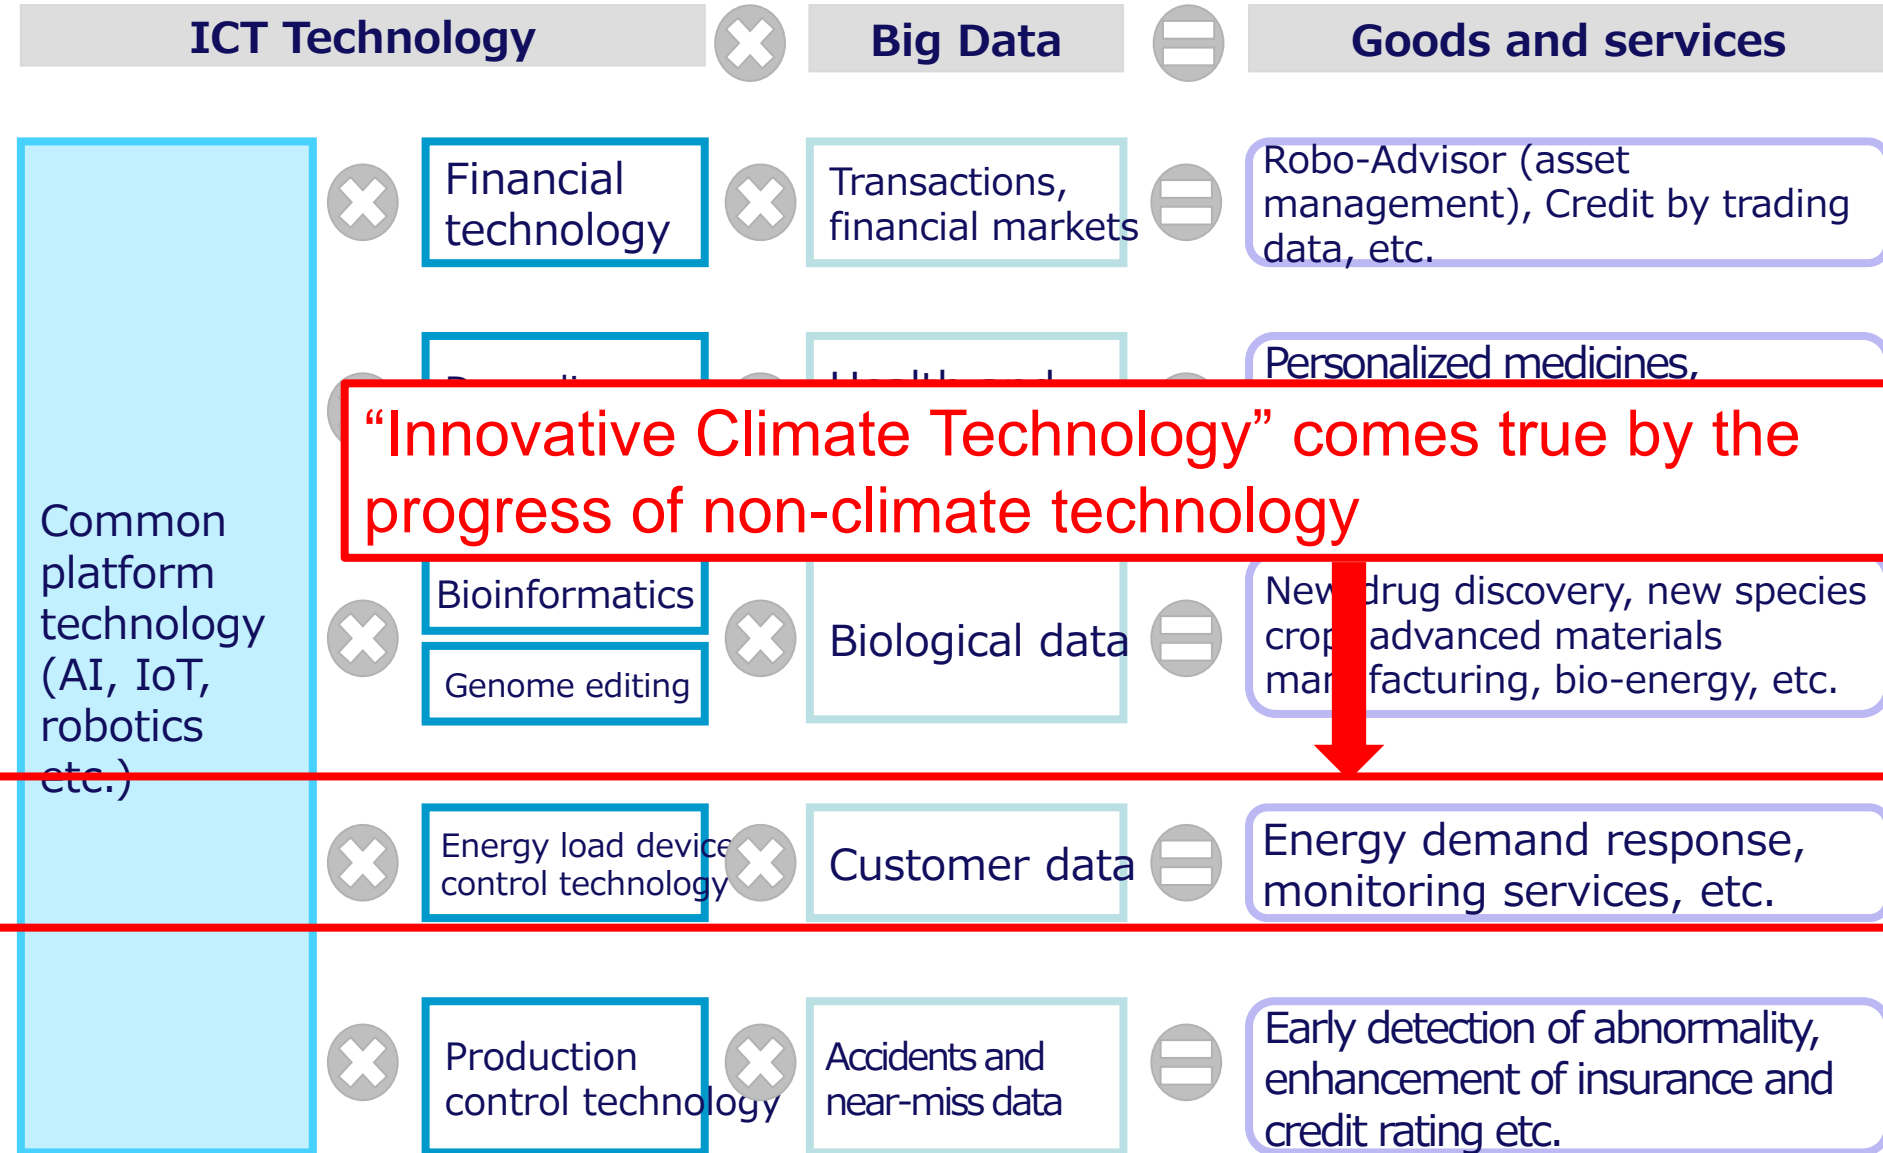 ICT Technology
Big Data
Goods and services
Common
platform
technology
(AI, IoT,
robotics
etc.)
Financial
technology
Transactions,
financial markets
Robo-Advisor (asset
management), Credit by trading
data, etc.
Health and
Personalized medicines,
“Innovative Climate Technology” comes true by the
progress of non-climate technology
Bioinformatics
Genome editing
Biological data
New drug discovery, new species
advanced materials
manufacturing, bio-energy, etc.
Energy load device
control technology
Customer data
Energy demand response,
monitoring services, etc.
Production
control technology
Accidents and
near-miss data
Early detection of abnormality,
enhancement of insurance and
credit rating etc.